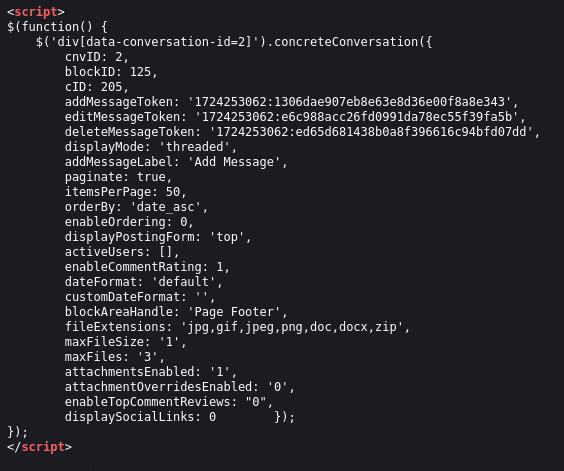 <script>
$(function() {
    $('div[data-conversation-id=2]').concreteConversation({
        cnvID: 2,
        blockID: 125,
        cID: 205,
        addMessageToken: '1724253062:1306dae907eb8e63e8d36e00f8a8e343',
        editMessageToken: '1724253062:e6c988acc26fd0991da78ec55f39fa5b',
        deleteMessageToken: '1724253062:ed65d681438b0a8f396616c94bfd07dd',
        displayMode: 'threaded',
        addMessageLabel: 'Add Message',
        paginate: true,
        itemsPerPage: 50,
        orderBy: 'date_asc',
        enableOrdering: 0,
        displayPostingForm: 'top',
        activeUsers: [],
        enableCommentRating: 1,
        dateFormat: 'default',
        customDateFormat: '',
        blockAreaHandle: 'Page Footer',
        fileExtensions: 'jpg,gif,jpeg,png,doc,docx,zip',
        maxFileSize: '1',
        maxFiles: '3',
        attachmentsEnabled: '1',
        attachmentOverridesEnabled: '0',
        enableTopCommentReviews: "0",
        displaySocialLinks: 0        });
});
</script>